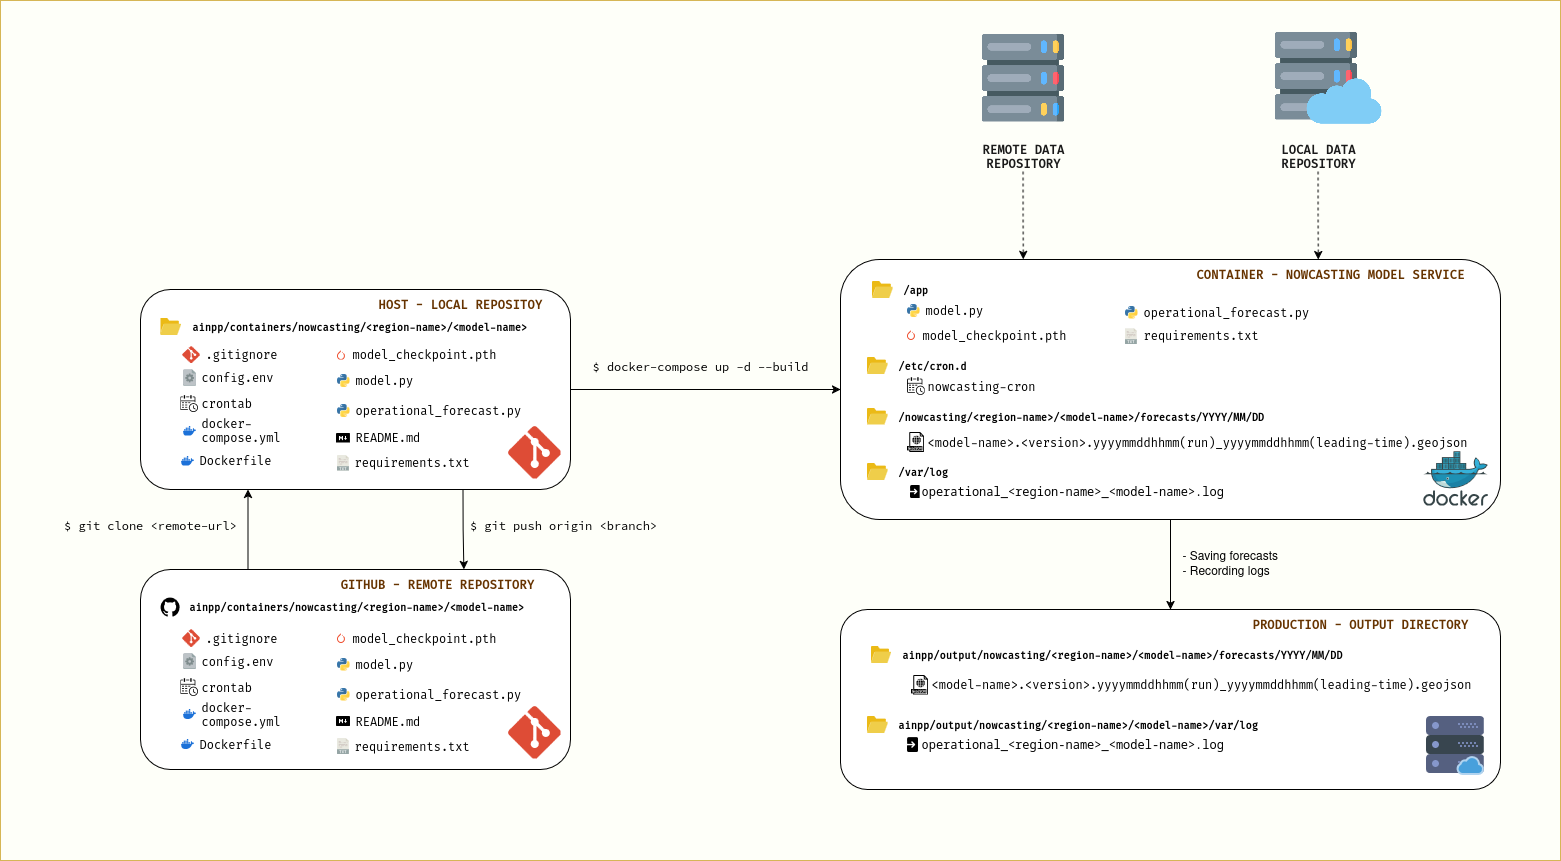 REMOTE DATA
REPOSITORY
LOCAL DATA
REPOSITORY
HOST - LOCAL REPOSITOY
ainpp/containers/nowcasting/<region-name>/<model-name>
.gitignore
config.env
crontab
docker-
compose.yml
Dockerfile
model_checkpoint.pth
model.py
operational_forecast.py
README.md
requirements.txt
$ docker-compose up -d --build
CONTAINER - NOWCASTING MODEL SERVICE
/app
model.py
operational_forecast.py
model_checkpoint.pth
requirements.txt
/etc/cron.d
nowcasting-cron
/nowcasting/<region-name>/<model-name>/forecasts/YYYY/MM/DD
<model-name>.<version>.yyyymmddhhmm(run)_yyyymmddhhmm(leading-time).geojson
/var/log
operational_<region-name>_<model-name>.log
docker
$ git clone <remote-url>
$ git push origin <branch>
- Saving forecasts
- Recording logs
GITHUB - REMOTE REPOSITORY
ainpp/containers/nowcasting/<region-name>/<model-name>
.gitignore
config.env
crontab
docker-
compose.yml
Dockerfile
model_checkpoint.pth
model.py
operational_forecast.py
README.md
requirements.txt
PRODUCTION - OUTPUT DIRECTORY
ainpp/output/nowcasting/<region-name>/<model-name>/forecasts/YYYY/MM/DD
<model-name>.<version>.yyyymmddhhmm(run)_yyyymmddhhmm(leading-time).geojson
ainpp/output/nowcasting/<region-name>/<model-name>/var/log
operational_<region-name>_<model-name>.log